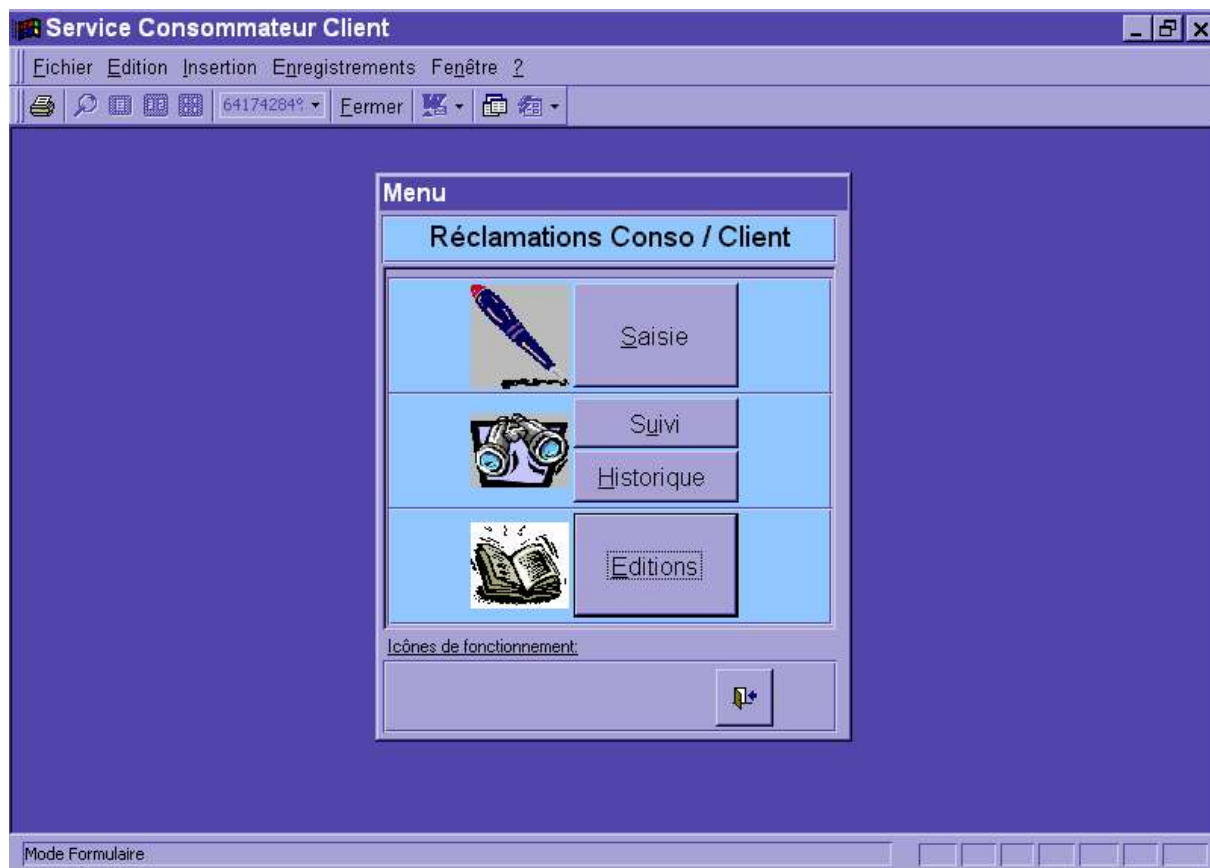 Service Consommateur Client
Fichier Edition Insertion Enregistrements Fenêtre ?
64174284% Fermer
Menu
Réclamations Conso / Client
Saisie
Suivi
Historique
Editions
Icônes de fonctionnement:
Mode Formulaire